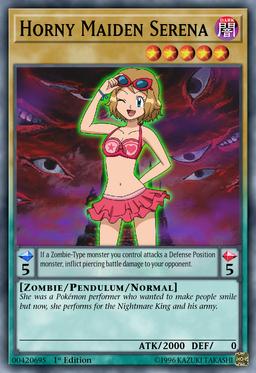 HORNY MAIDEN SERENA
DARK
闇
If a Zombie-Type monster you control attacks a Defense Position
monster, inflict piercing battle damage to your opponent.
5
5
[ZOMBIE/PENDULUM/NORMAL]
She was a Pokémon performer who wanted to make people smile
but now, she performs for the Nightmare King and his army.
ATK/2000 DEF/ 0
00420695 1st Edition ©1996 KAZUKI TAKAHASHI